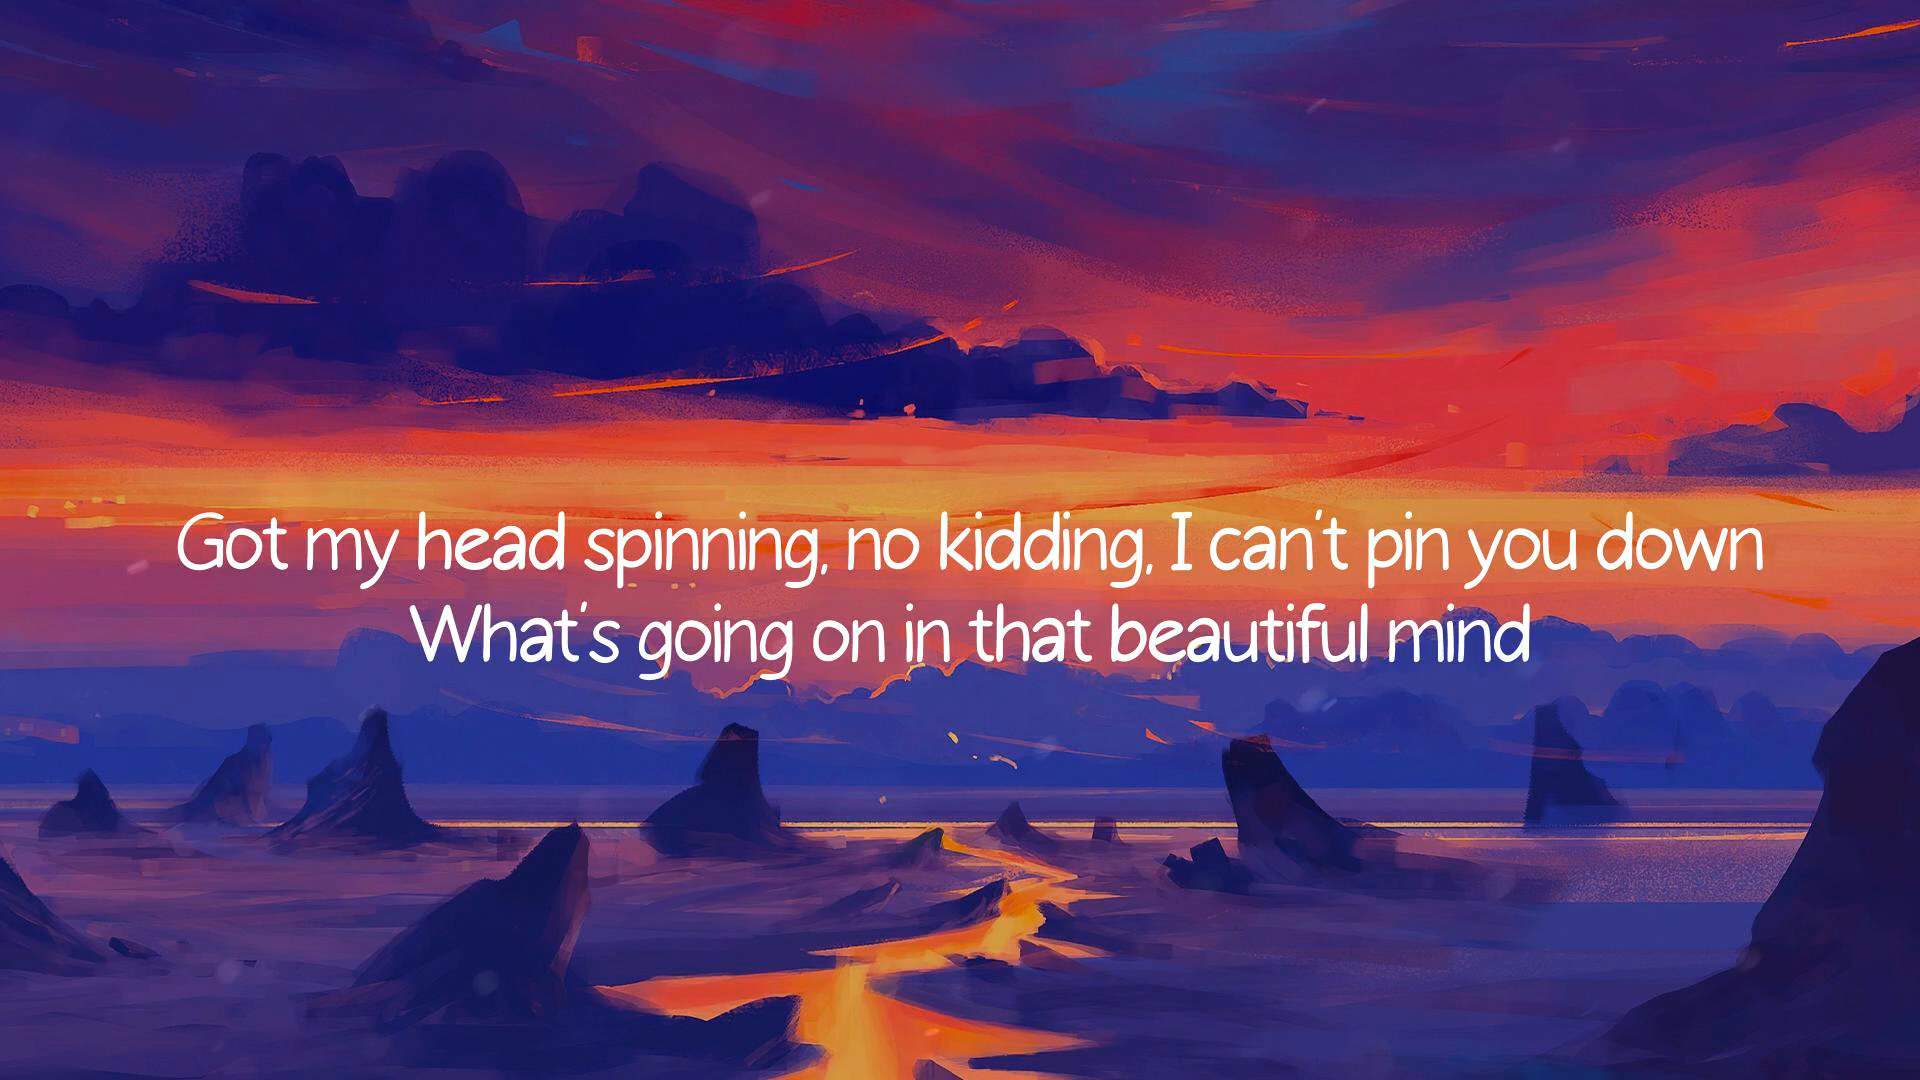 Got my head spinning, no kidding, I can't pin you down
What's going on in that beautiful mind